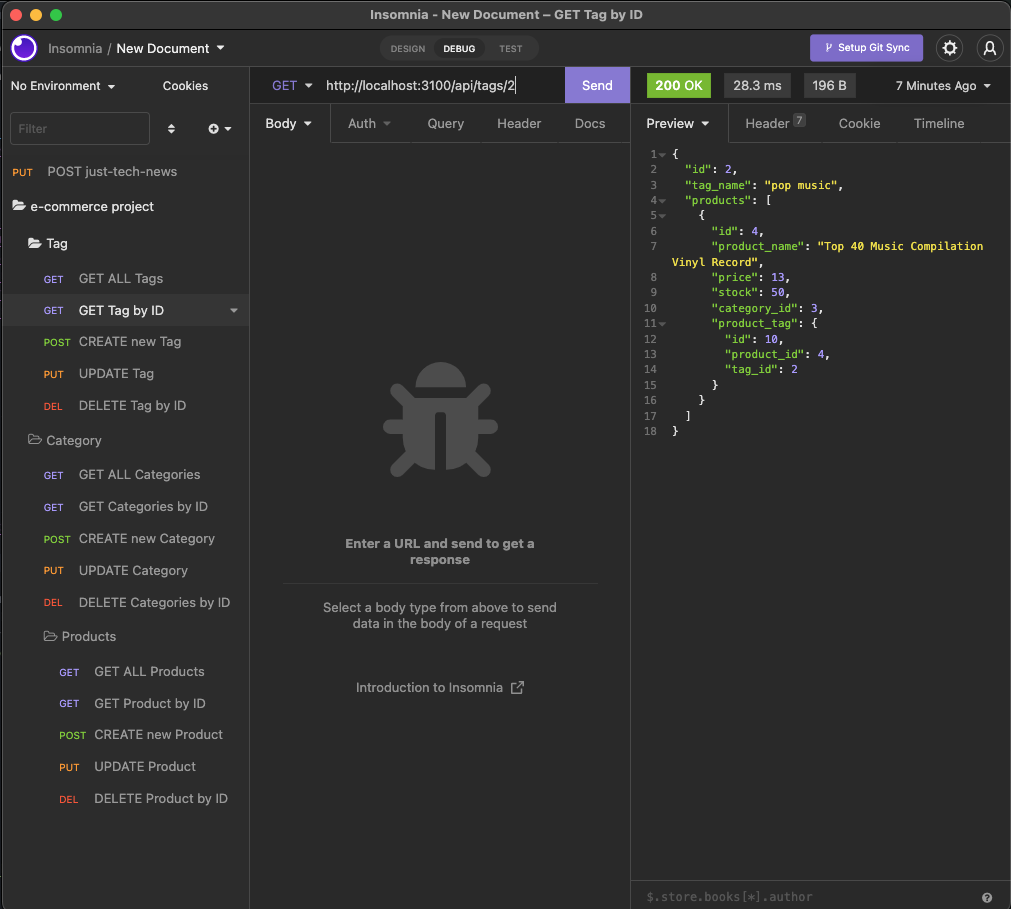 Insomnia - New Document – GET Tag by ID
Insomnia / New Document
DESIGN DEBUG TEST
Setup Git Sync
No Environment
Cookies
Filter
PUT POST just-tech-news
e-commerce project
Tag
GET GET ALL Tags
GET GET Tag by ID
POST CREATE new Tag
PUT UPDATE Tag
DEL DELETE Tag by ID
Category
GET GET ALL Categories
GET GET Categories by ID
POST CREATE new Category
PUT UPDATE Category
DEL DELETE Categories by ID
Products
GET GET ALL Products
GET GET Product by ID
POST CREATE new Product
PUT UPDATE Product
DEL DELETE Product by ID
GET http://localhost:3100/api/tags/2 Send
Body Auth Query Header Docs
Enter a URL and send to get a
response
Select a body type from above to send
data in the body of a request
Introduction to Insomnia
200 OK 28.3 ms 196 B 7 Minutes Ago
Preview Header 7 Cookie Timeline
1 {
2 "id": 2,
3 "tag_name": "pop music",
4 "products": [
5 {
6 "id": 4,
7 "product_name": "Top 40 Music Compilation
Vinyl Record",
8 "price": 13,
9 "stock": 50,
10 "category_id": 3,
11 "product_tag": {
12 "id": 10,
13 "product_id": 4,
14 "tag_id": 2
15 }
16 }
17 ]
18 }
$.store.books[*].author